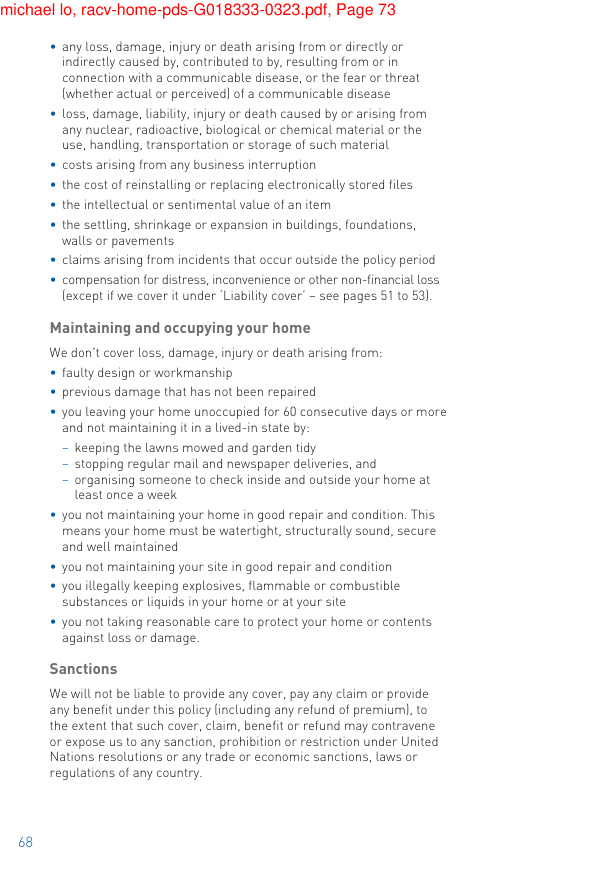 michael lo, racv-home-pds-G018333-0323.pdf, Page 73
• any loss, damage, injury or death arising from or directly or
indirectly caused by, contributed to by, resulting from or in
connection with a communicable disease, or the fear or threat
(whether actual or perceived) of a communicable disease
• loss, damage, liability, injury or death caused by or arising from
any nuclear, radioactive, biological or chemical material or the
use, handling, transportation or storage of such material
• costs arising from any business interruption
• the cost of reinstalling or replacing electronically stored files
• the intellectual or sentimental value of an item
• the settling, shrinkage or expansion in buildings, foundations,
walls or pavements
• claims arising from incidents that occur outside the policy period
• compensation for distress, inconvenience or other non-financial loss
(except if we cover it under ‘Liability cover’ – see pages 51 to 53).
Maintaining and occupying your home
We don't cover loss, damage, injury or death arising from:
• faulty design or workmanship
• previous damage that has not been repaired
• you leaving your home unoccupied for 60 consecutive days or more
and not maintaining it in a lived-in state by:
– keeping the lawns mowed and garden tidy
– stopping regular mail and newspaper deliveries, and
– organising someone to check inside and outside your home at
least once a week
• you not maintaining your home in good repair and condition. This
means your home must be watertight, structurally sound, secure
and well maintained
• you not maintaining your site in good repair and condition
• you illegally keeping explosives, flammable or combustible
substances or liquids in your home or at your site
• you not taking reasonable care to protect your home or contents
against loss or damage.
Sanctions
We will not be liable to provide any cover, pay any claim or provide
any benefit under this policy (including any refund of premium), to
the extent that such cover, claim, benefit or refund may contravene
or expose us to any sanction, prohibition or restriction under United
Nations resolutions or any trade or economic sanctions, laws or
regulations of any country.
68